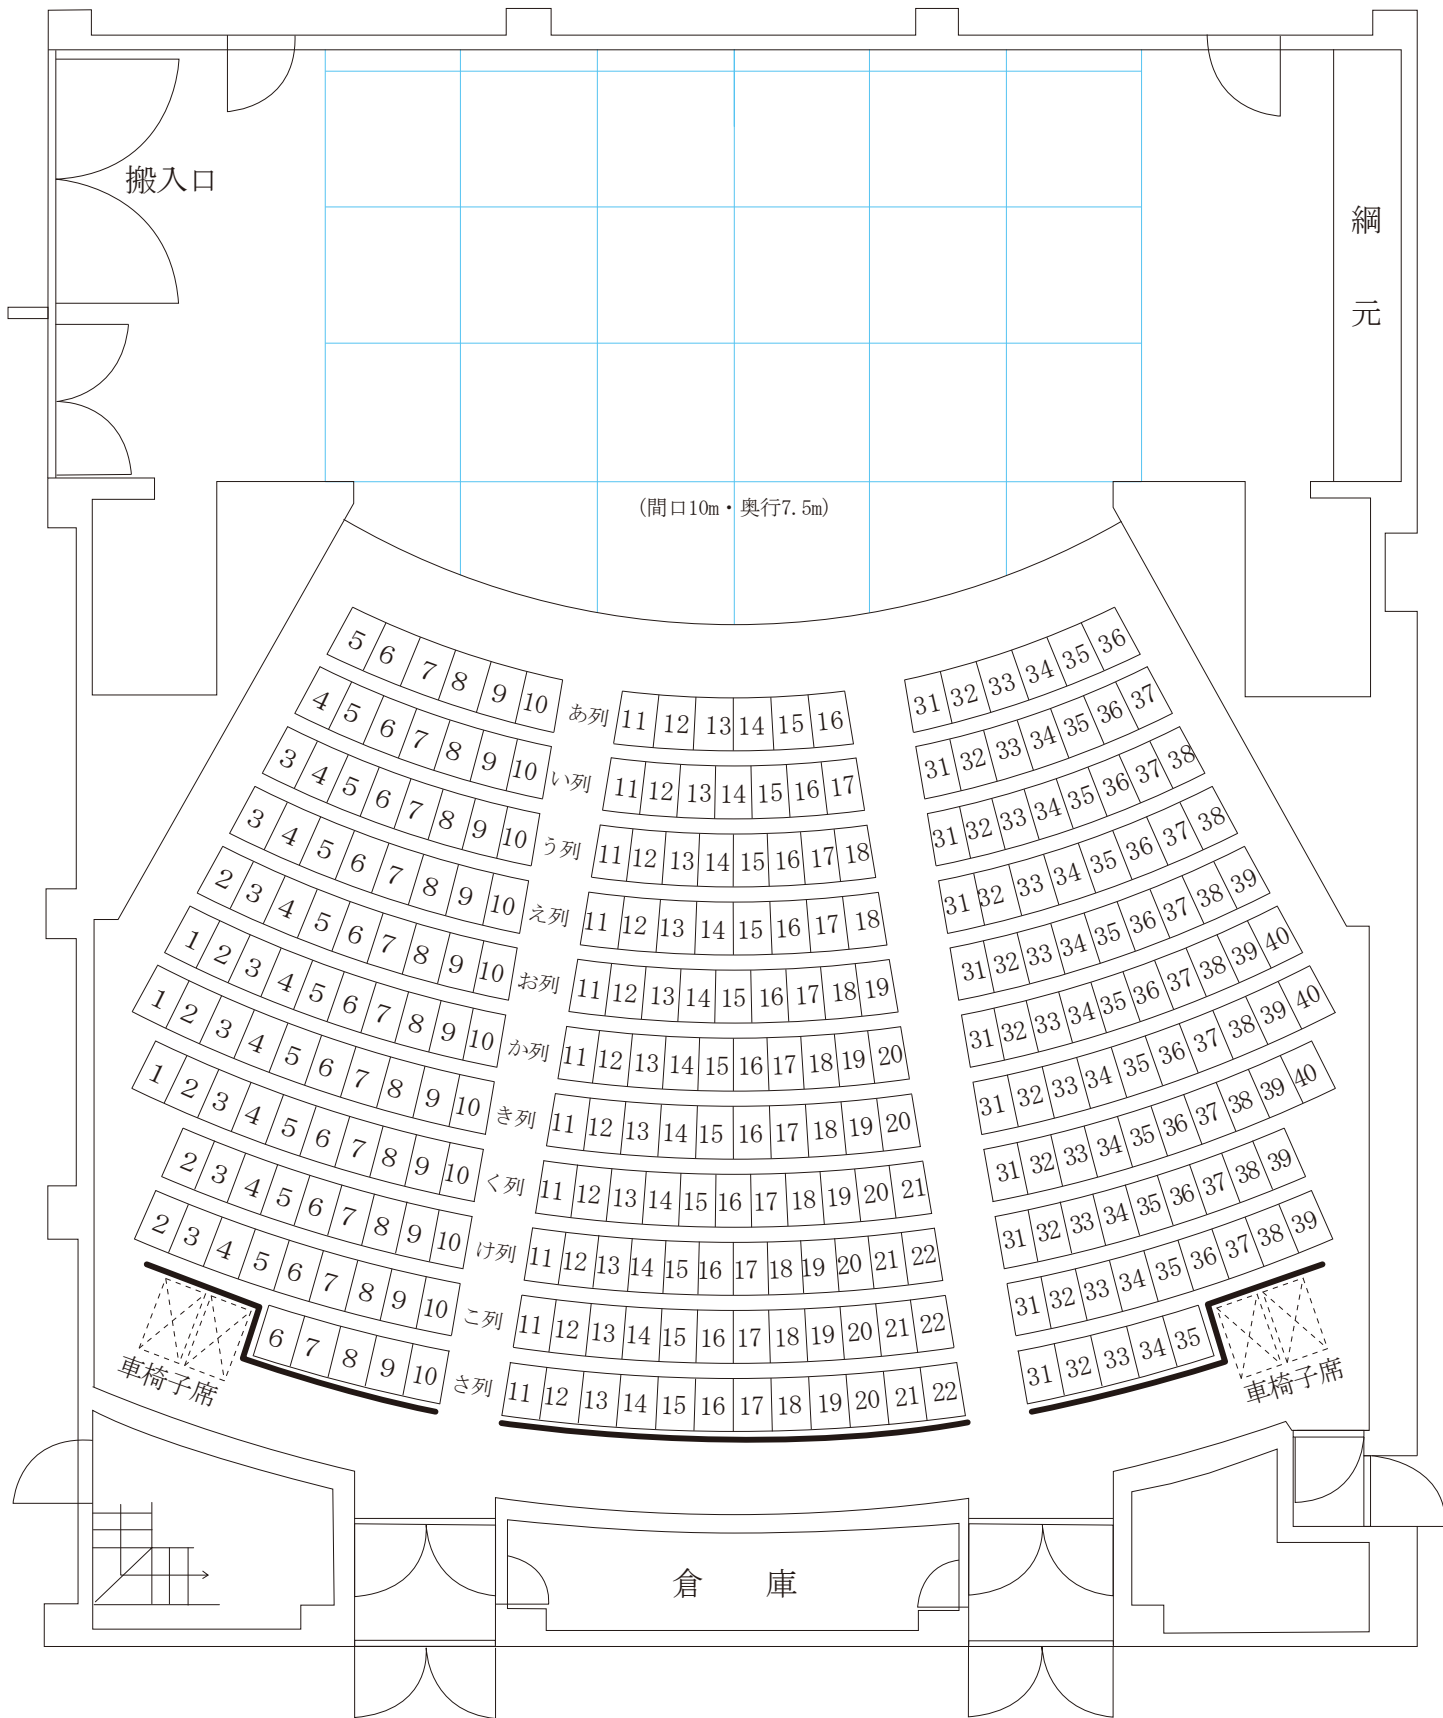 搬入口
綱元
(間口10m・奥行7.5m)
5 6 7 8 9 10 あ列 11 12 13 14 15 16 31 32 33 34 35 36
4 5 6 7 8 9 10 い列 11 12 13 14 15 16 17 31 32 33 34 35 36 37
3 4 5 6 7 8 9 10 う列 11 12 13 14 15 16 17 18 31 32 33 34 35 36 37 38
3 4 5 6 7 8 9 10 え列 11 12 13 14 15 16 17 18 31 32 33 34 35 36 37 38
2 3 4 5 6 7 8 9 10 お列 11 12 13 14 15 16 17 18 19 31 32 33 34 35 36 37 38 39
1 2 3 4 5 6 7 8 9 10 か列 11 12 13 14 15 16 17 18 19 20 31 32 33 34 35 36 37 38 39 40
1 2 3 4 5 6 7 8 9 10 き列 11 12 13 14 15 16 17 18 19 20 31 32 33 34 35 36 37 38 39 40
1 2 3 4 5 6 7 8 9 10 く列 11 12 13 14 15 16 17 18 19 20 21 31 32 33 34 35 36 37 38 39 40
2 3 4 5 6 7 8 9 10 け列 11 12 13 14 15 16 17 18 19 20 21 22 31 32 33 34 35 36 37 38 39
2 3 4 5 6 7 8 9 10 こ列 11 12 13 14 15 16 17 18 19 20 21 22 31 32 33 34 35 36 37 38 39
6 7 8 9 10 さ列 11 12 13 14 15 16 17 18 19 20 21 22 31 32 33 34 35
車椅子席
車椅子席
倉庫